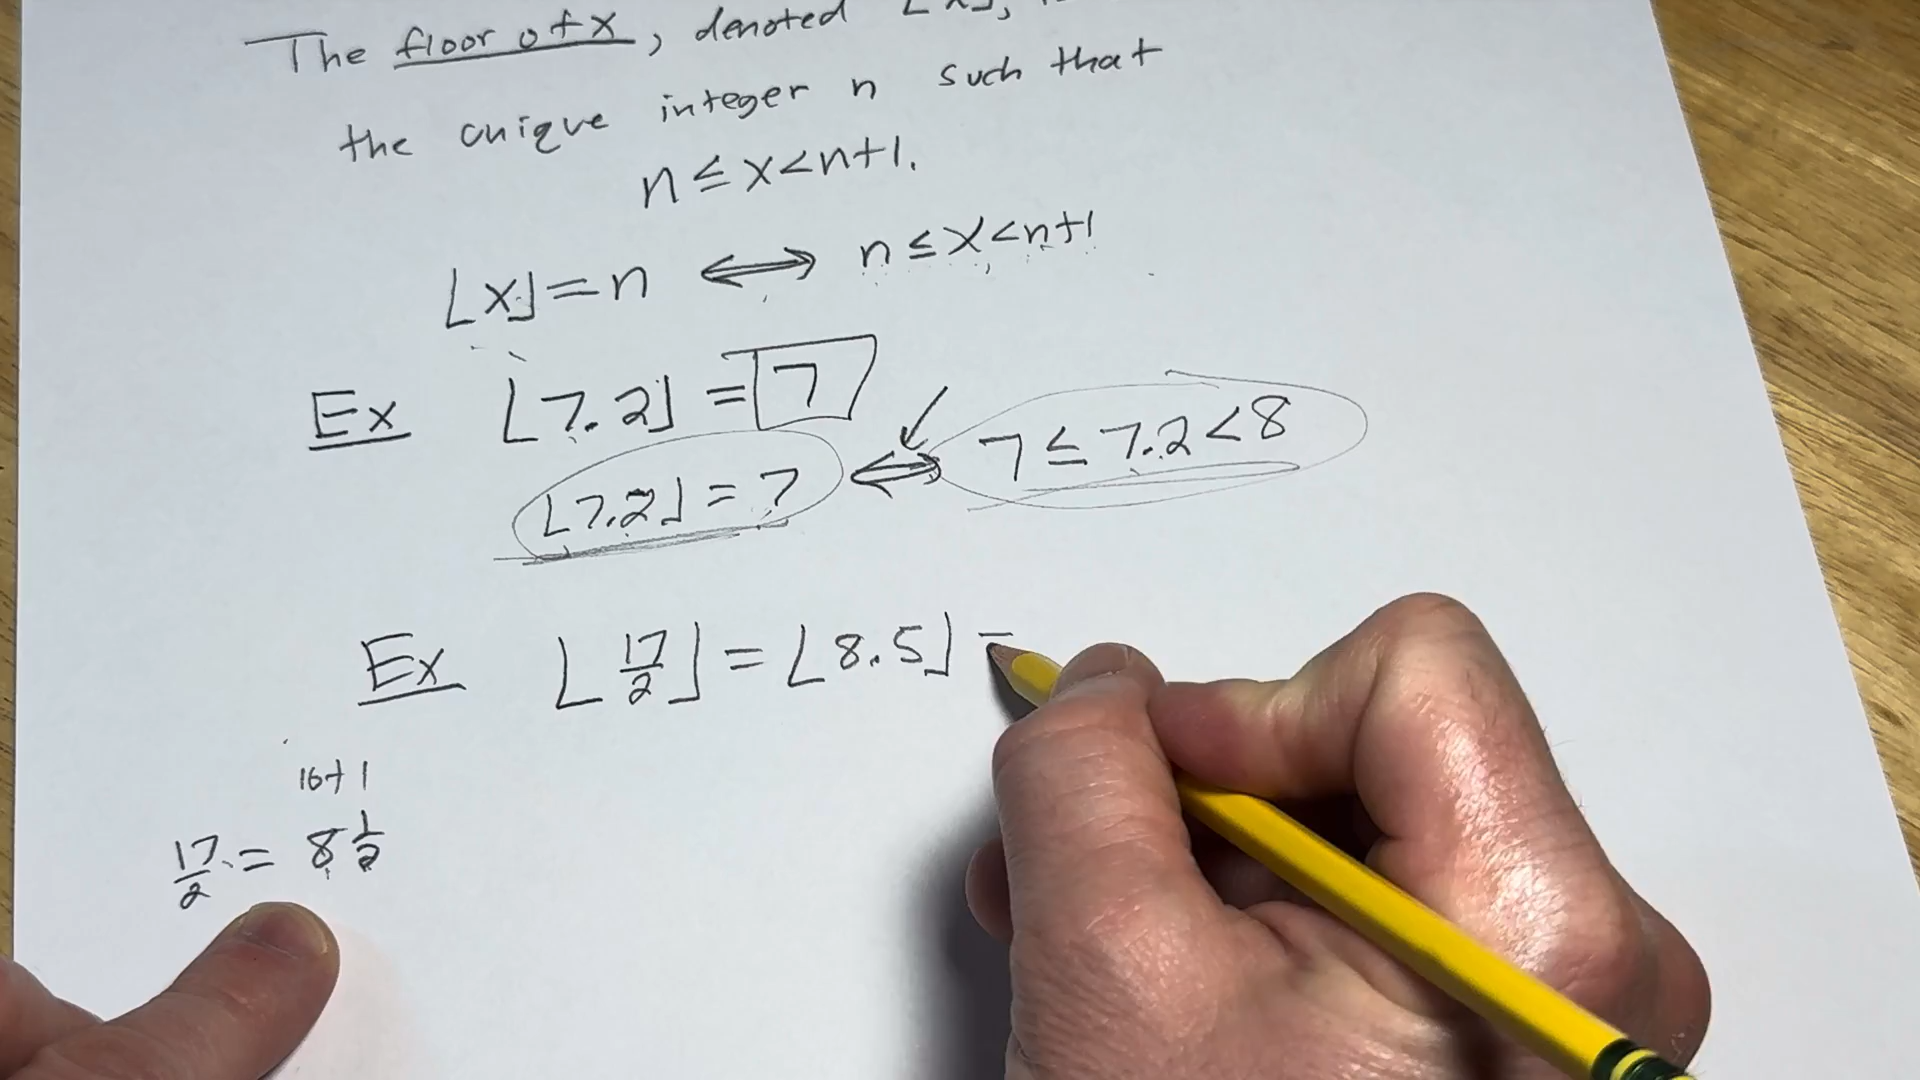 The floor of x, denoted ⌊x⌋,
the unique integer n such that
n ≤ x < n+1.
⌊x⌋ = n ⟺ n ≤ x < n+1
Ex ⌊7.2⌋ = 7
⌊7.2⌋ = 7 ⟺ 7 ≤ 7.2 < 8
Ex ⌊17/2⌋ = ⌊8.5⌋ =
16+1
17/2 = 8 1/2